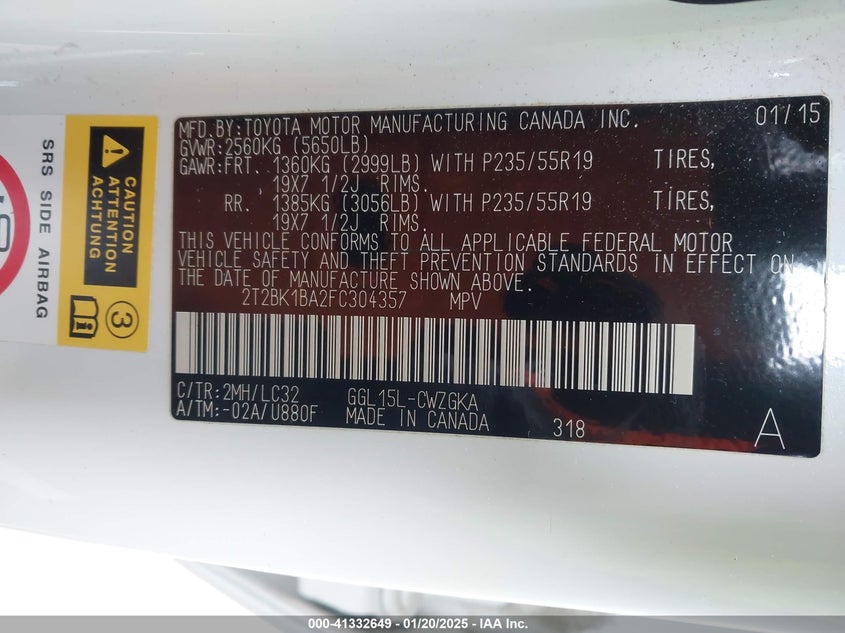 MFD.BY:TOYOTA MOTOR MANUFACTURING CANADA INC. 01/15
GVWR:2560KG (5650LB)
GAWR:FRT. 1360KG (2999LB) WITH P235/55R19 TIRES,
19X7 1/2J RIMS.
RR. 1385KG (3056LB) WITH P235/55R19 TIRES,
19X7 1/2J RIMS.
THIS VEHICLE CONFORMS TO ALL APPLICABLE FEDERAL MOTOR
VEHICLE SAFETY AND THEFT PREVENTION STANDARDS IN EFFECT ON
THE DATE OF MANUFACTURE SHOWN ABOVE.
2T2BK1BA2FC304357 MPV
C/TR:2MH/LC32 GGL15L-CWZGKA
A/TM:-02A/U880F MADE IN CANADA 318 A
CAUTION
ATTENTION
ACHTUNG
3
SRS SIDE AIRBAG
000-41332649 - 01/20/2025 - IAA Inc.